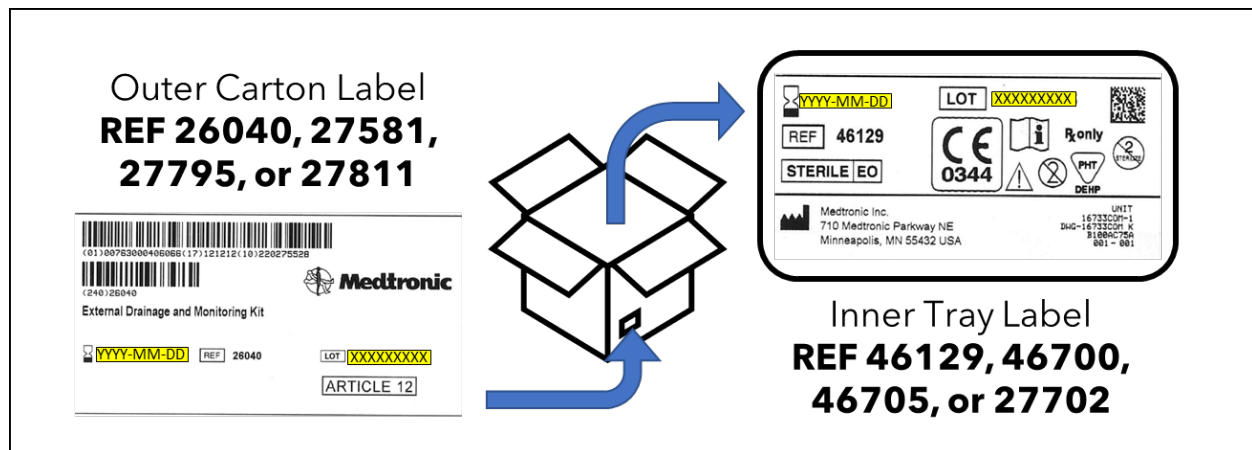 Outer Carton Label
REF 26040, 27581,
27795, or 27811
(01)00763000406066(17)121212(10)220275528
(240)26040
Medtronic
External Drainage and Monitoring Kit
YYYY-MM-DD REF 26040 LOT XXXXXXXXX
ARTICLE 12
YYYY-MM-DD LOT XXXXXXXXX
REF 46129
STERILE EO
CE
0344
i
Rx only
2
STERILIZE
2
PHT
DEHP
Medtronic Inc.
710 Medtronic Parkway NE
Minneapolis, MN 55432 USA
UNIT
16733COM-1
DWG-16733COM K
B100AC75A
001 - 001
Inner Tray Label
REF 46129, 46700,
46705, or 27702